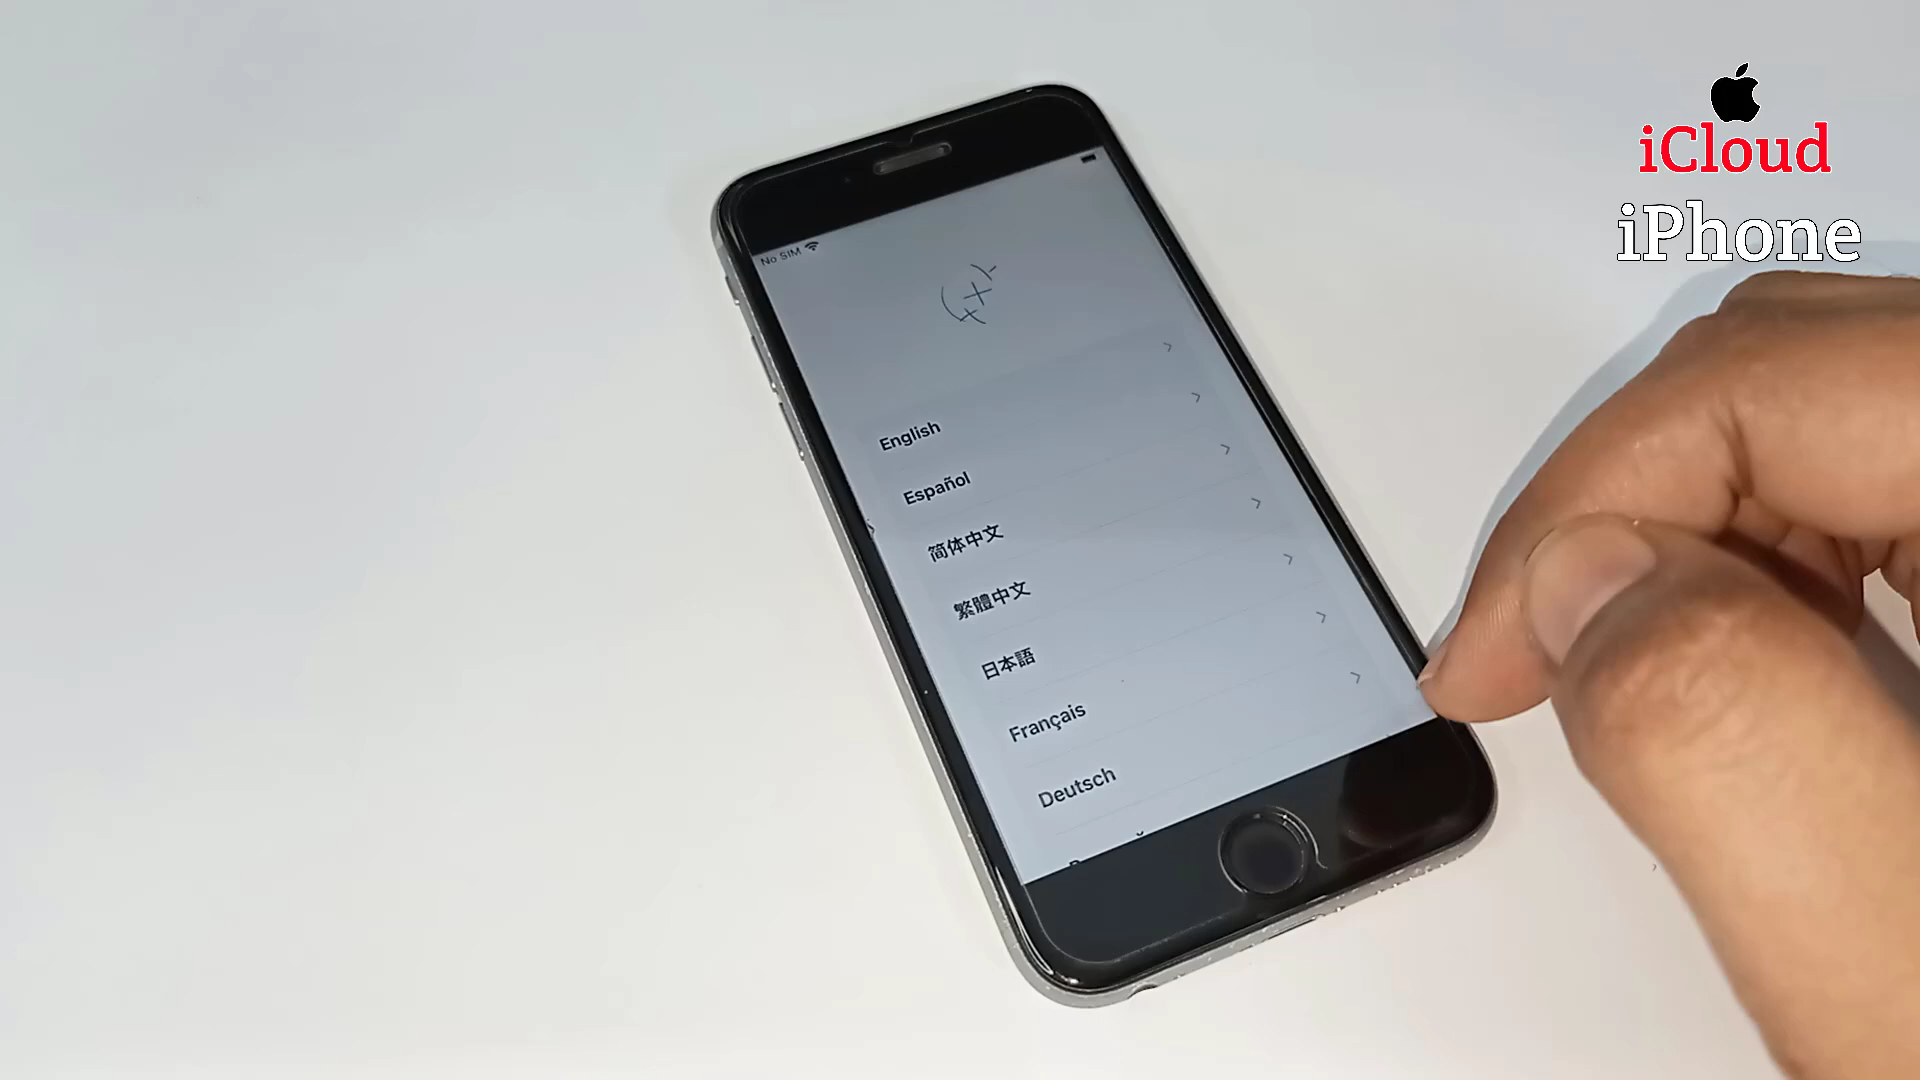 iCloud
iPhone
No SIM
English
Español
简体中文
繁體中文
日本語
Français
Deutsch